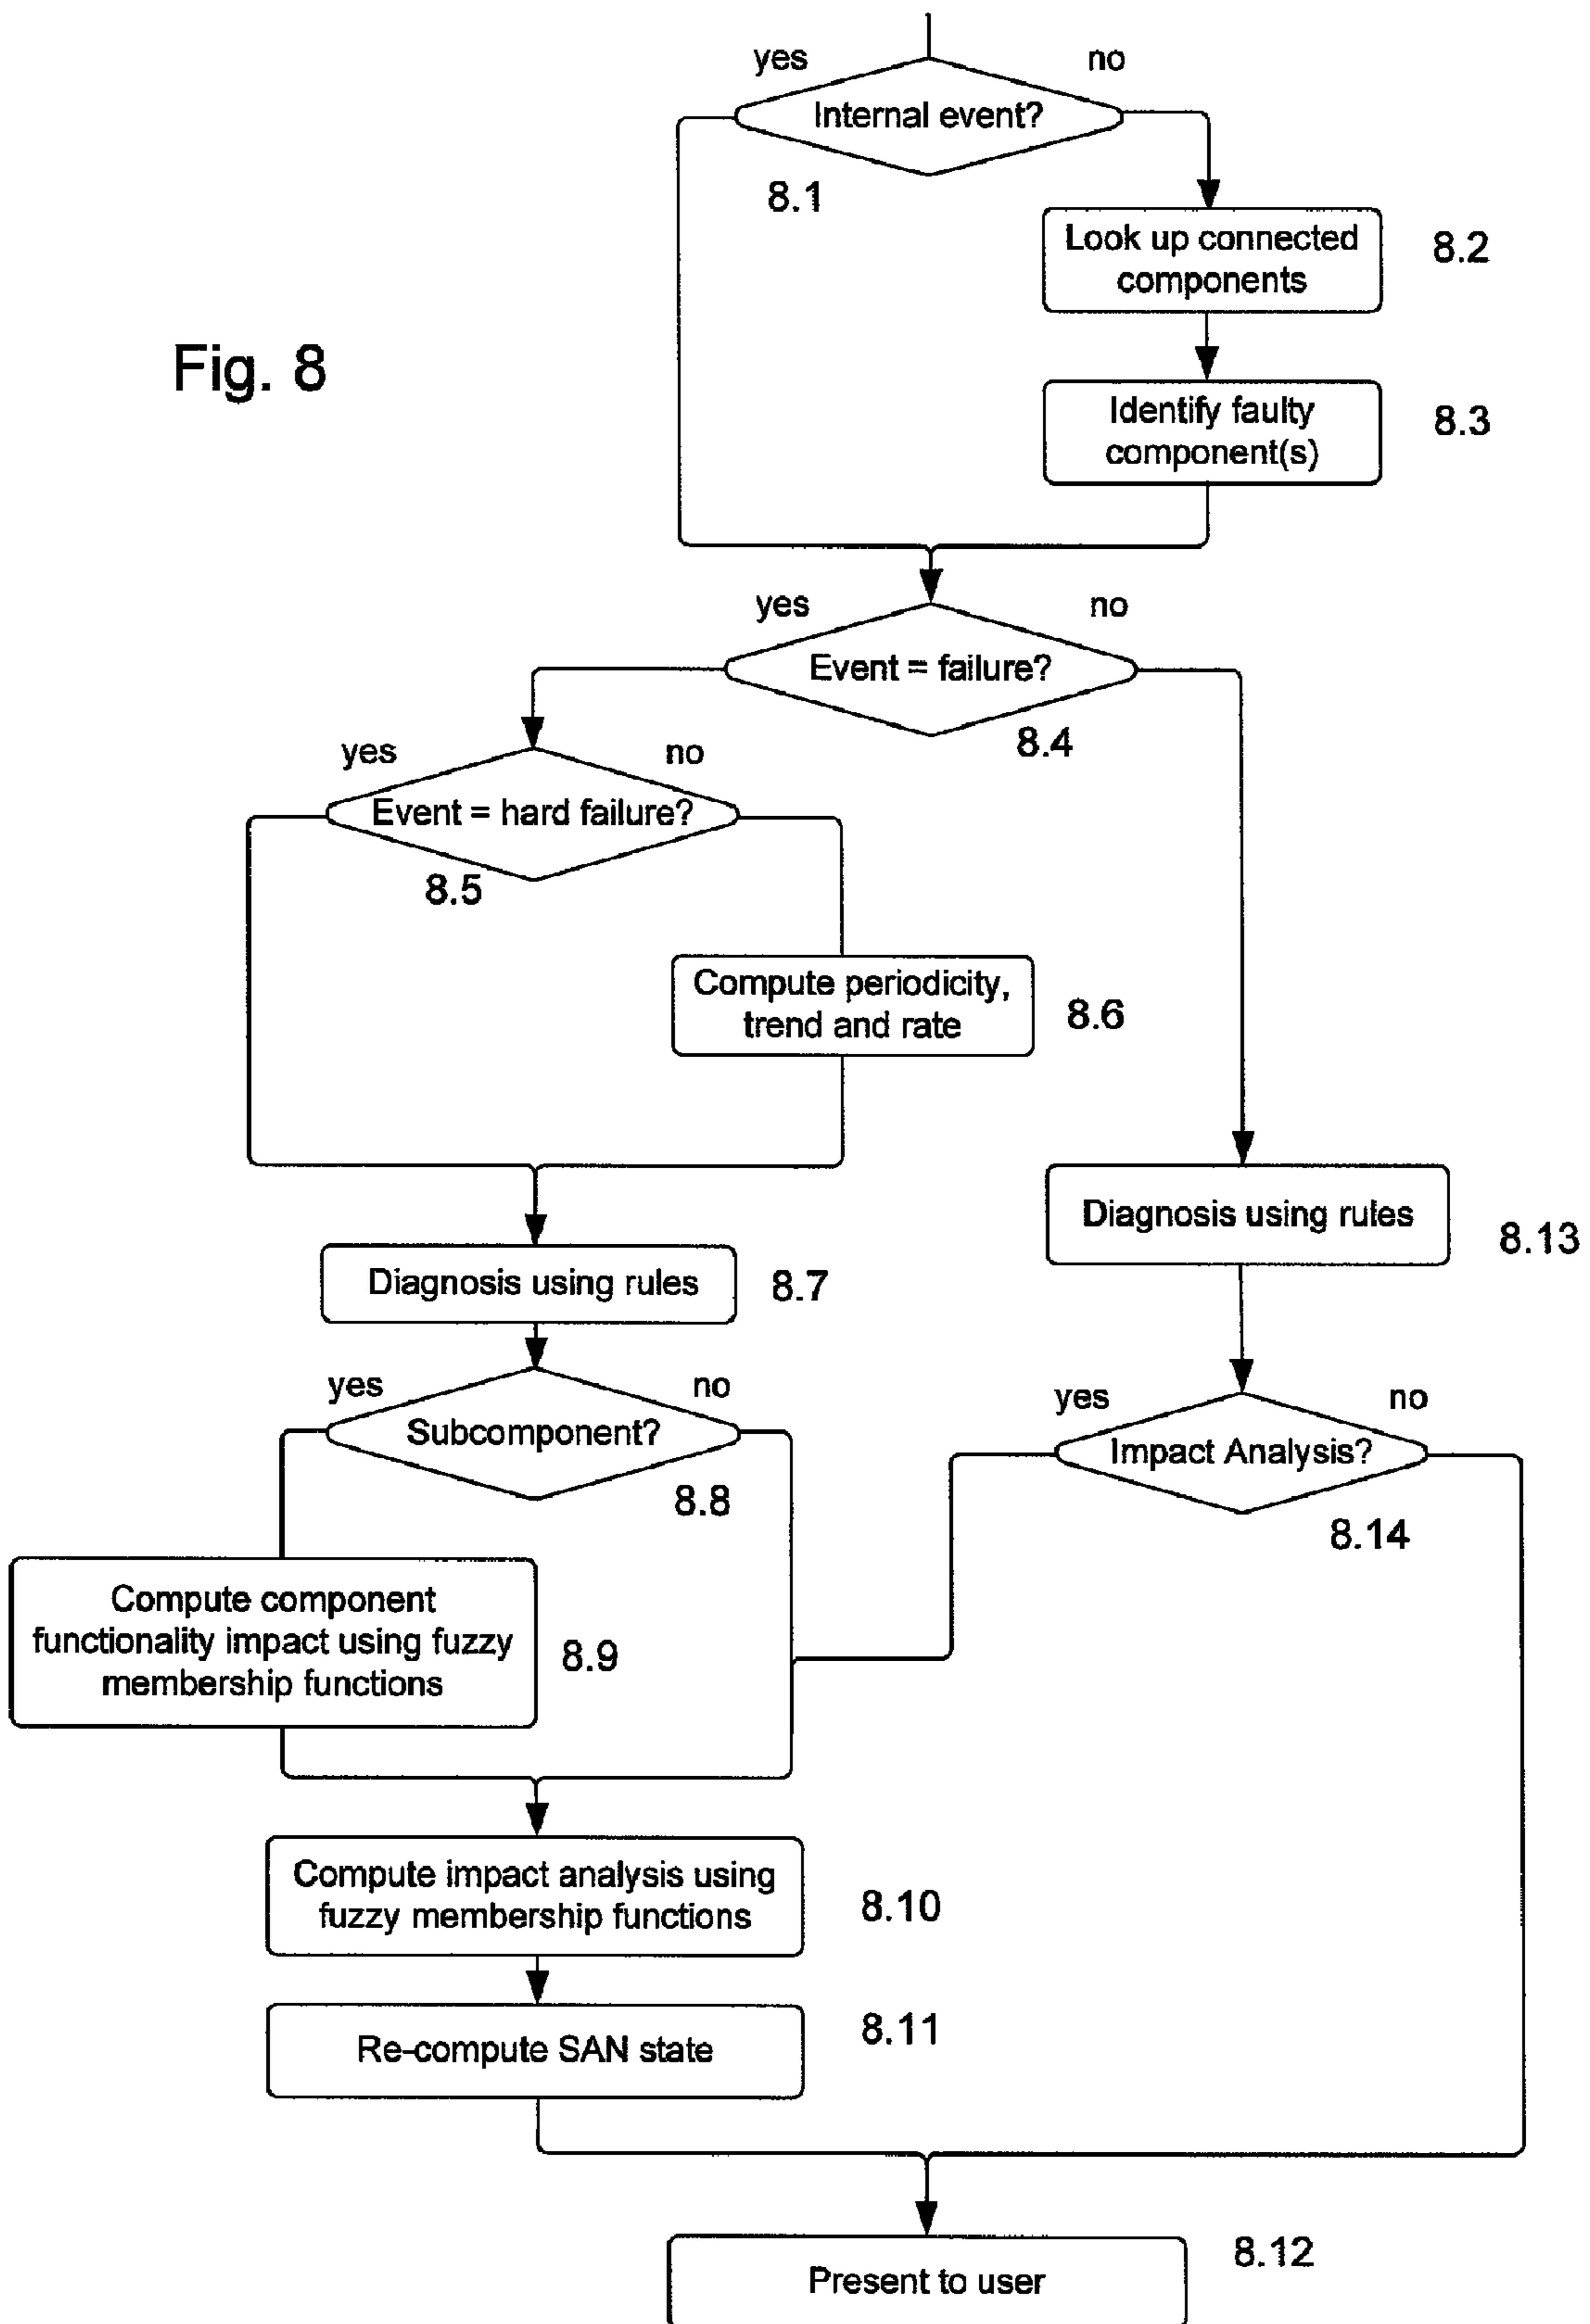 yes
no
Internal event?
8.1
Look up connected
components
8.2
Fig. 8
Identify faulty
component(s)
8.3
yes
no
Event = failure?
8.4
yes
no
Event = hard failure?
8.5
Compute periodicity,
trend and rate
8.6
Diagnosis using rules
8.13
Diagnosis using rules
8.7
yes
no
Subcomponent?
8.8
yes
no
Impact Analysis?
8.14
Compute component
functionality impact using fuzzy
membership functions
8.9
Compute impact analysis using
fuzzy membership functions
8.10
Re-compute SAN state
8.11
Present to user
8.12